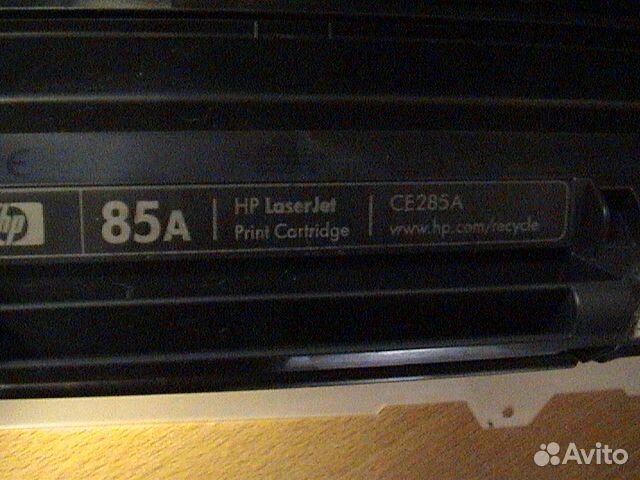 hp
85A
HP LaserJet
Print Cartridge
CE285A
www.hp.com/recycle
Avito